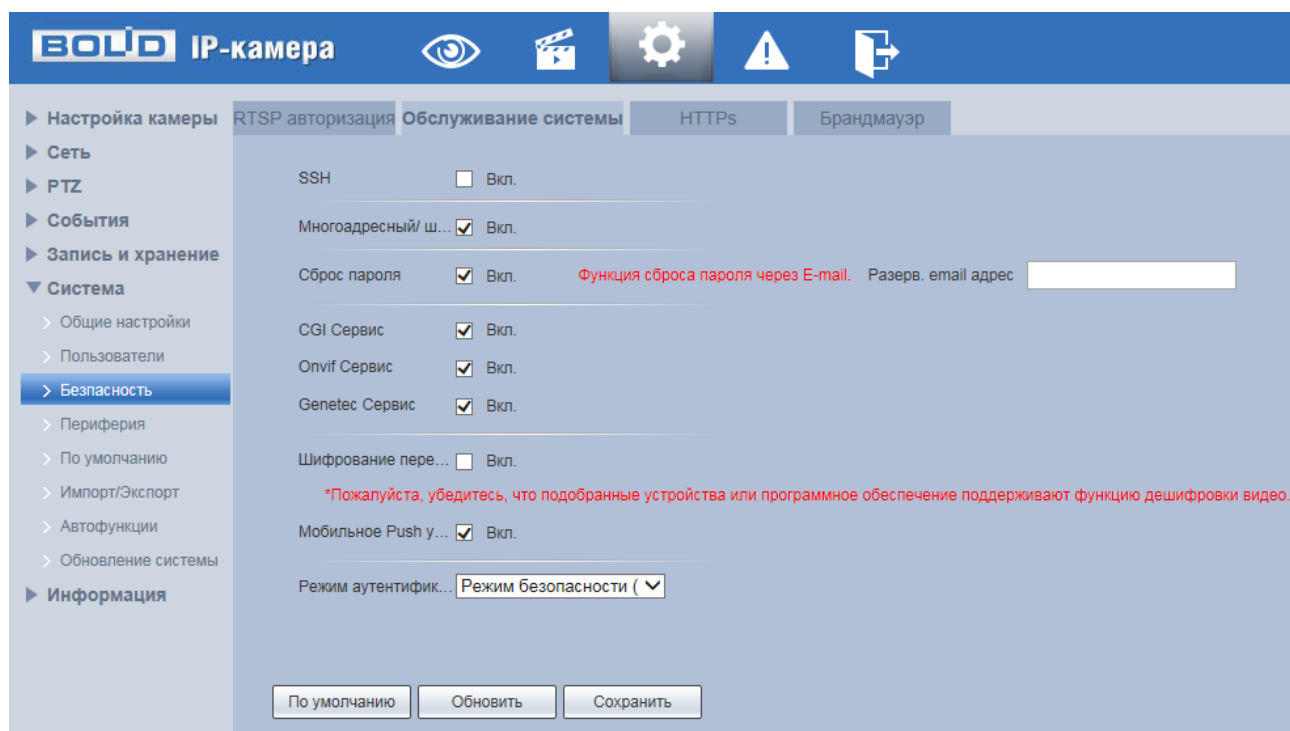 BOLID IP-камера
Настройка камеры
Сеть
PTZ
События
Запись и хранение
Система
Общие настройки
Пользователи
Безпасность
Периферия
По умолчанию
Импорт/Экспорт
Автофункции
Обновление системы
Информация
RTSP авторизация Обслуживание системы HTTPs Брандмауэр
SSH Вкл.
Многоадресный/ ш... Вкл.
Сброс пароля Вкл. Функция сброса пароля через E-mail. Разерв. email адрес
CGI Сервис Вкл.
Onvif Сервис Вкл.
Genetec Сервис Вкл.
Шифрование пере... Вкл.
*Пожалуйста, убедитесь, что подобранные устройства или программное обеспечение поддерживают функцию дешифровки видео.
Мобильное Push у... Вкл.
Режим аутентифик... Режим безопасности (
По умолчанию Обновить Сохранить